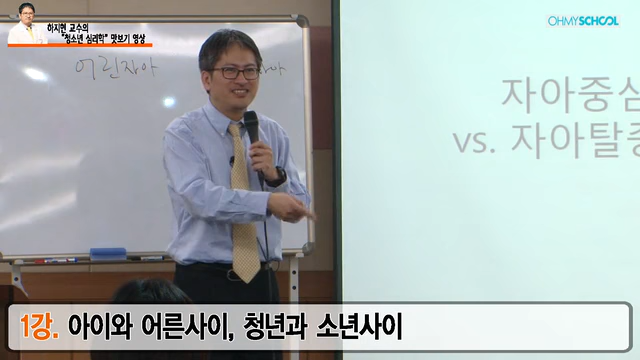 하지현 교수의
"청소년 심리학" 맛보기 영상
OHMYSCHOOL
어린자아
자아
자아중심
vs. 자아탈중
1강. 아이와 어른사이, 청년과 소년사이